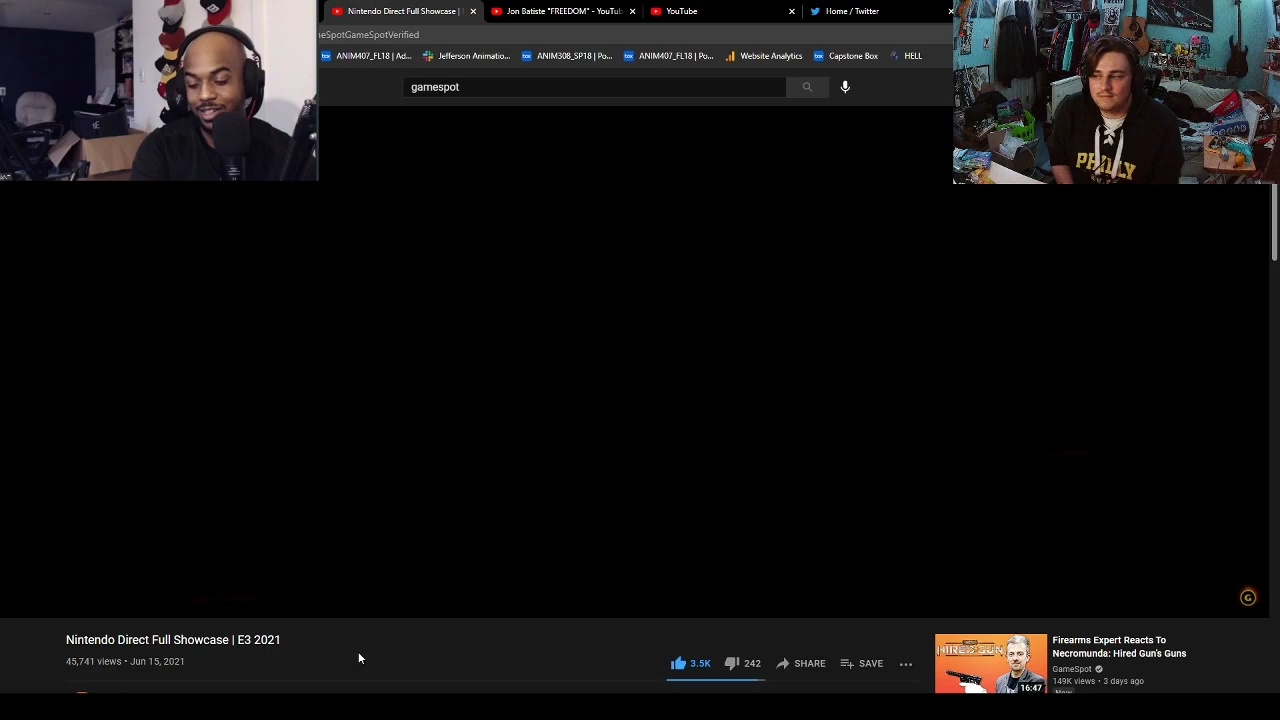 Nintendo Direct Full Showcase |
Jon Batiste "FREEDOM" - YouTub
YouTube
Home / Twitter
eSpotGameSpotVerified
ANIM407_FL18 | Ad...
Jefferson Animatio...
ANIM308_SP18 | Po...
ANIM407_FL18 | Po...
Website Analytics
Capstone Box
HELL
gamespot
PHILLY
G
Nintendo Direct Full Showcase | E3 2021
45,741 views • Jun 15, 2021
3.5K
242
SHARE
SAVE
HIRED GUN
16:47
Firearms Expert Reacts To
Necromunda: Hired Gun's Guns
GameSpot
149K views • 3 days ago
New